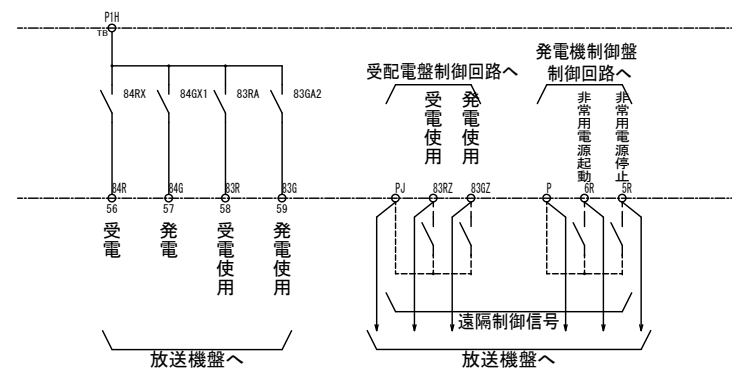 P1H
TB
84RX
84GX1
83RA
83GA2
受配電盤制御回路へ
発電機制御盤
制御回路へ
受電使用
発電使用
非常用電源起動
非常用電源停止
84R
84G
83R
83G
PJ
83RZ
83GZ
P
6R
5R
56
57
58
59
受電
発電
受電使用
発電使用
遠隔制御信号
放送機盤へ
放送機盤へ